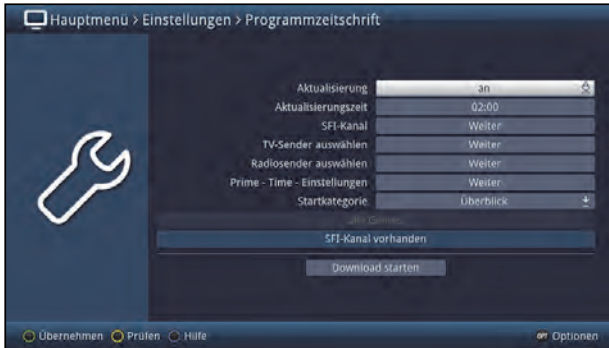 Hauptmenü > Einstellungen > Programmzeitschrift
Aktualisierung an
Aktualisierungszeit 02:00
SFI-Kanal Weiter
TV-Sender auswählen Weiter
Radiosender auswählen Weiter
Prime - Time - Einstellungen Weiter
Startkategorie Überblick
SFI-Kanal vorhanden
Download starten
Übernehmen Prüfen Hilfe OPT Optionen